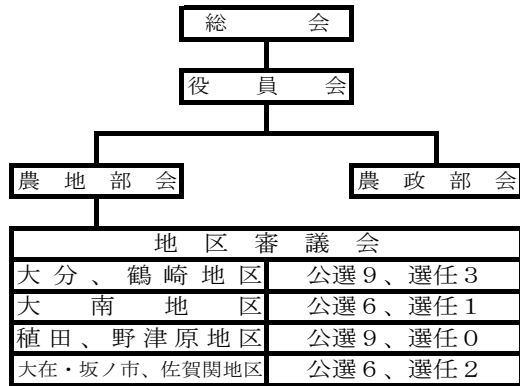 総会
役員会
農地部会 農政部会
地区審議会
大分、鶴崎地区 公選９、選任３
大南地区 公選６、選任１
稙田、野津原地区 公選９、選任０
大在・坂ノ市、佐賀関地区 公選６、選任２